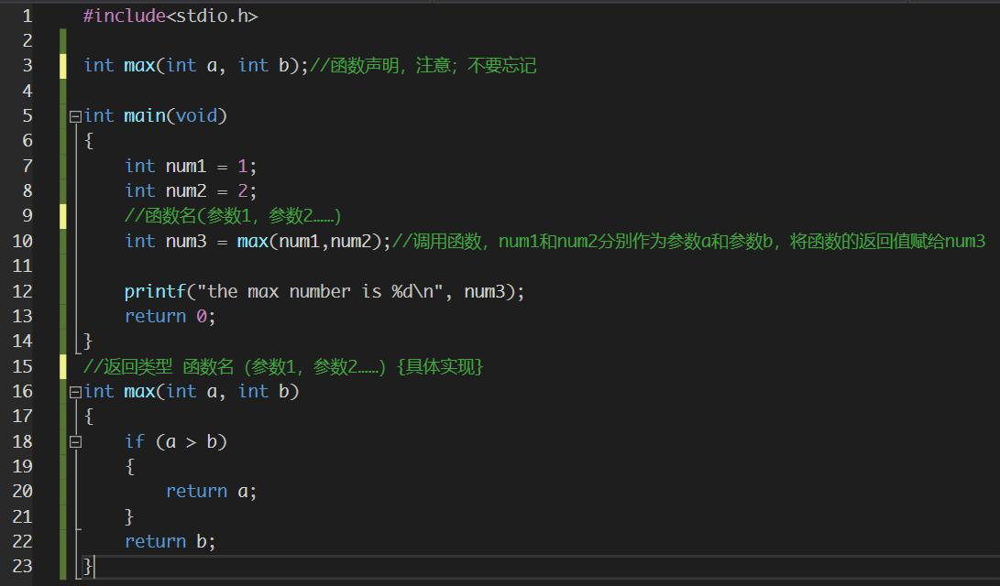 1 #include<stdio.h>
2
3 int max(int a, int b);//函数声明，注意；不要忘记
4
5 int main(void)
6 {
7     int num1 = 1;
8     int num2 = 2;
9     //函数名(参数1，参数2……)
10     int num3 = max(num1,num2);//调用函数，num1和num2分别作为参数a和参数b，将函数的返回值赋给num3
11
12     printf("the max number is %d\n", num3);
13     return 0;
14 }
15 //返回类型 函数名（参数1，参数2……）{具体实现}
16 int max(int a, int b)
17 {
18     if (a > b)
19     {
20         return a;
21     }
22     return b;
23 }